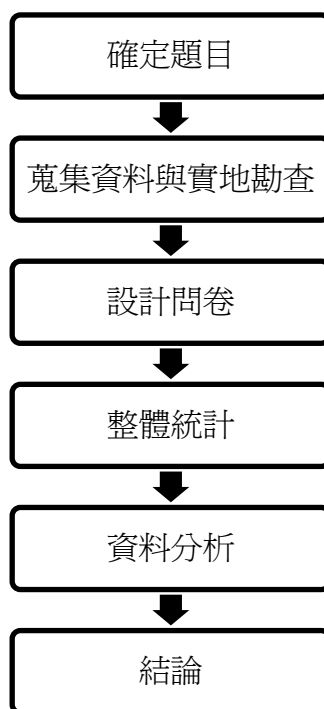 確定題目
蒐集資料與實地勘查
設計問卷
整體統計
資料分析
結論